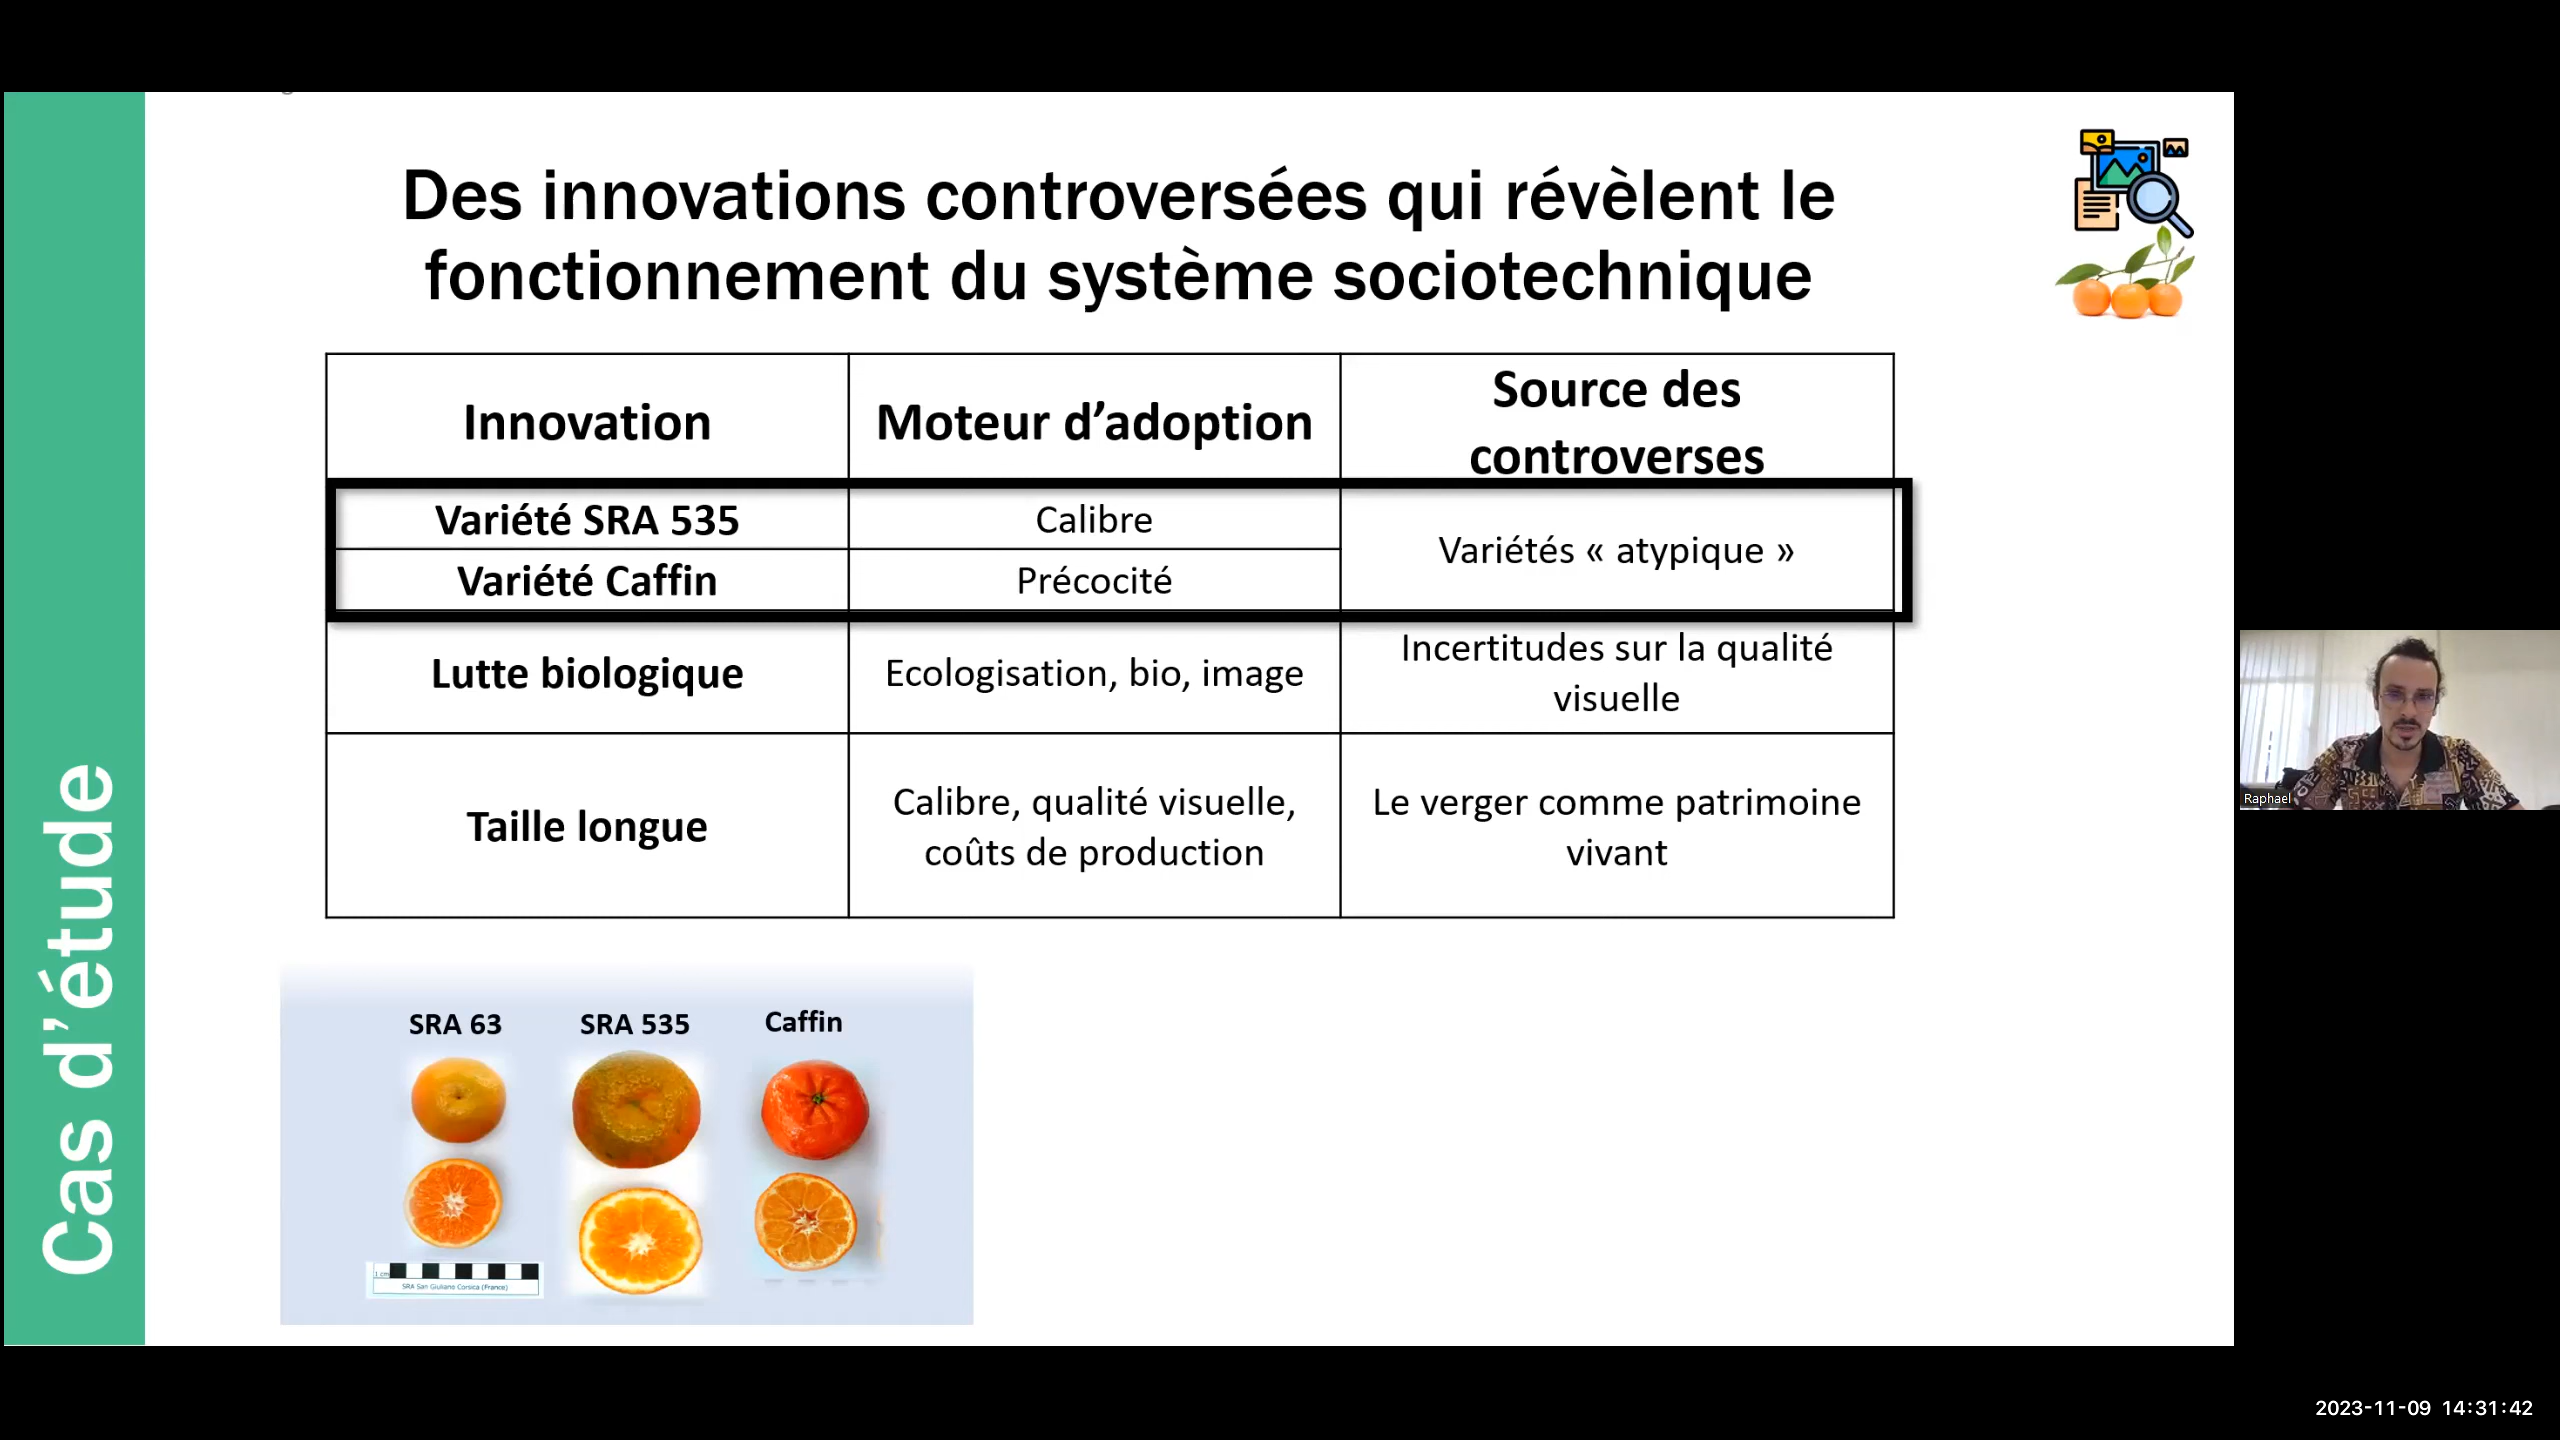 Des innovations controversées qui révèlent le
fonctionnement du système sociotechnique
Innovation
Moteur d’adoption
Source des
controverses
Variété SRA 535
Calibre
Variétés « atypique »
Variété Caffin
Précocité
Lutte biologique
Ecologisation, bio, image
Incertitudes sur la qualité
visuelle
Taille longue
Calibre, qualité visuelle,
coûts de production
Le verger comme patrimoine
vivant
Cas d’étude
SRA 63
SRA 535
Caffin
1 cm
SRA San Giuliano Corsica (France)
Raphael
2023-11-09 14:31:42